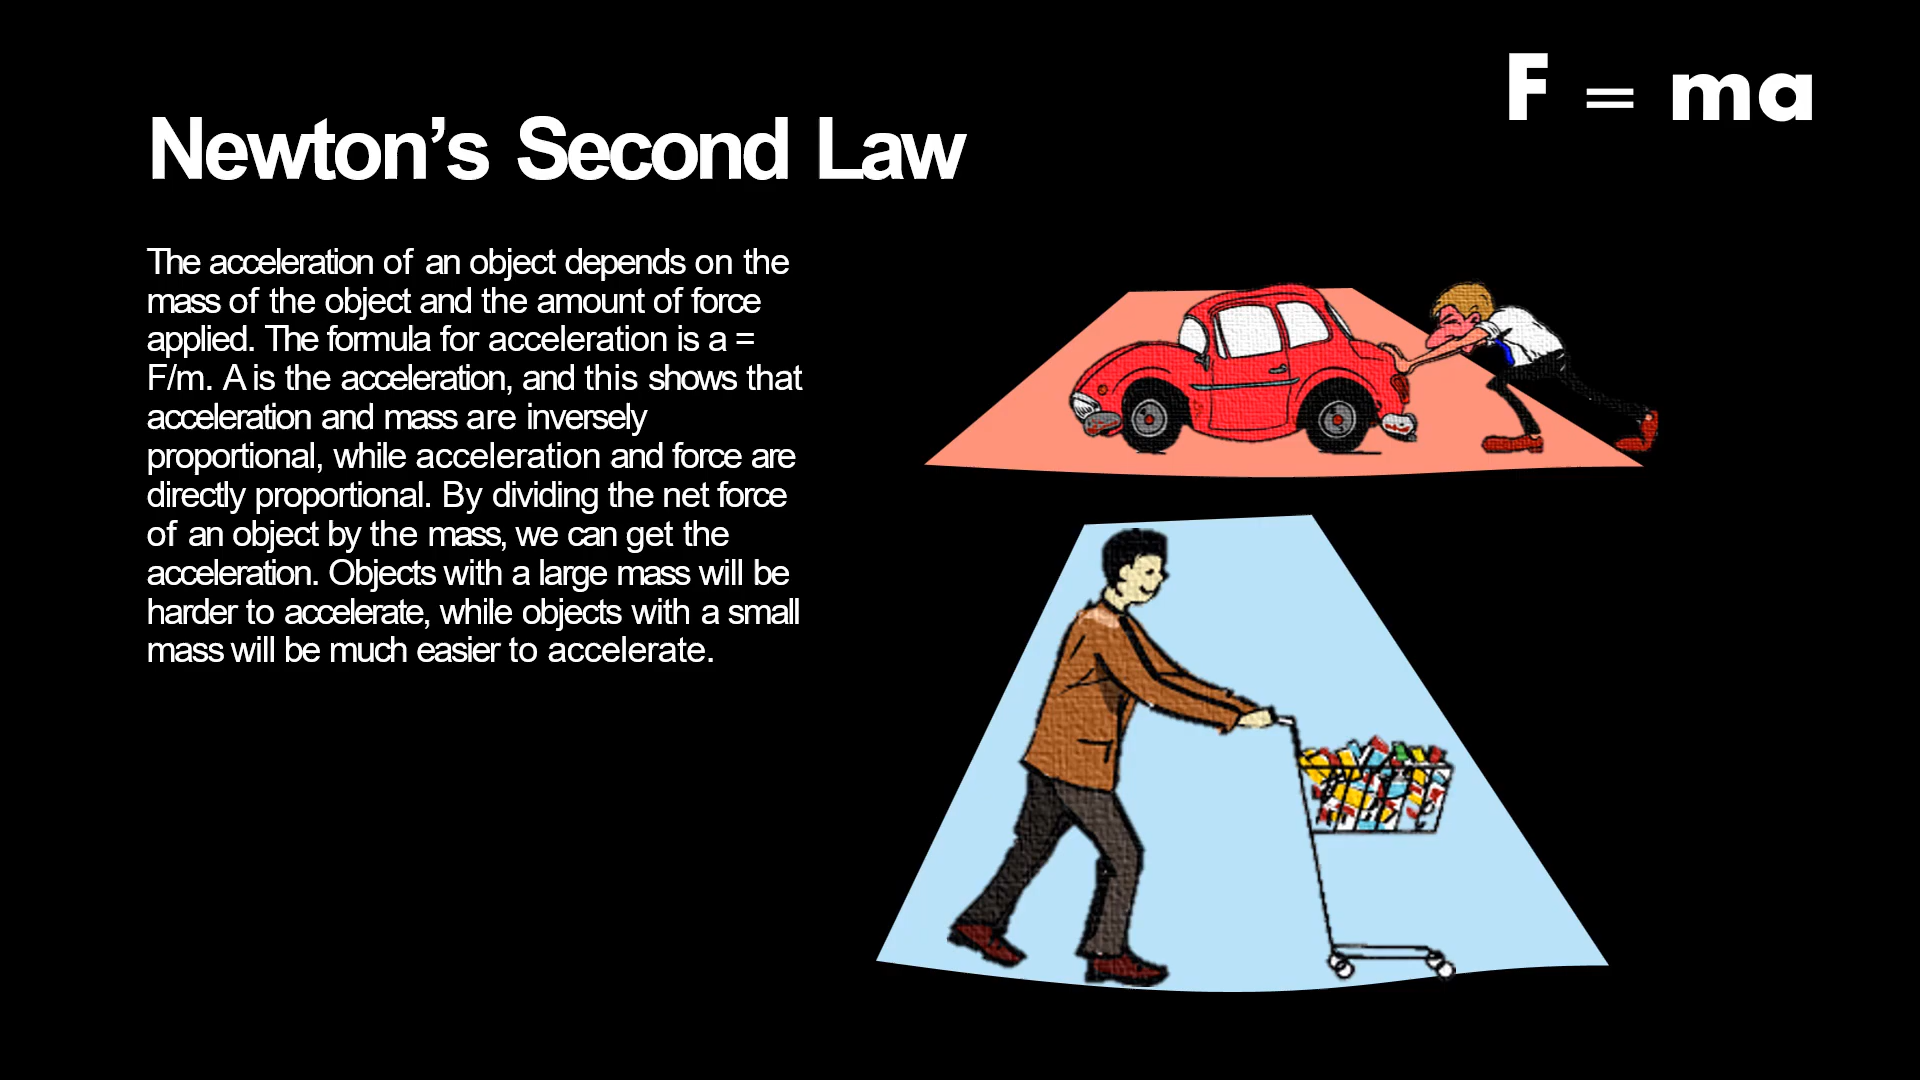 F = ma
Newton’s Second Law
The acceleration of an object depends on the
mass of the object and the amount of force
applied. The formula for acceleration is a =
F/m. A is the acceleration, and this shows that
acceleration and mass are inversely
proportional, while acceleration and force are
directly proportional. By dividing the net force
of an object by the mass, we can get the
acceleration. Objects with a large mass will be
harder to accelerate, while objects with a small
mass will be much easier to accelerate.